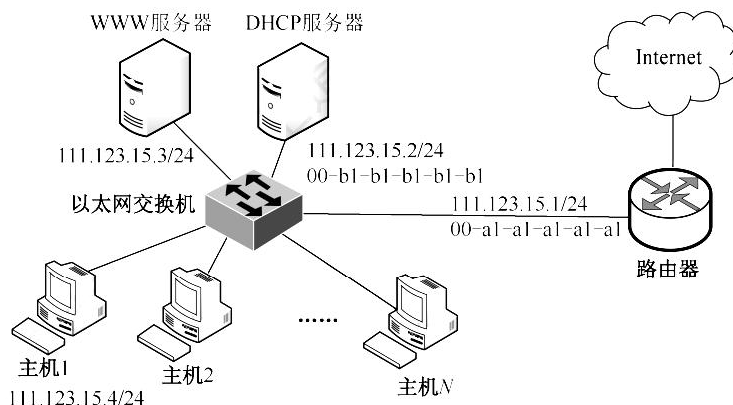 WWW服务器
DHCP服务器
Internet
111.123.15.3/24
111.123.15.2/24
00-b1-b1-b1-b1-b1
以太网交换机
111.123.15.1/24
00-a1-a1-a1-a1-a1
路由器
......
主机1
主机2
主机N
111.123.15.4/24